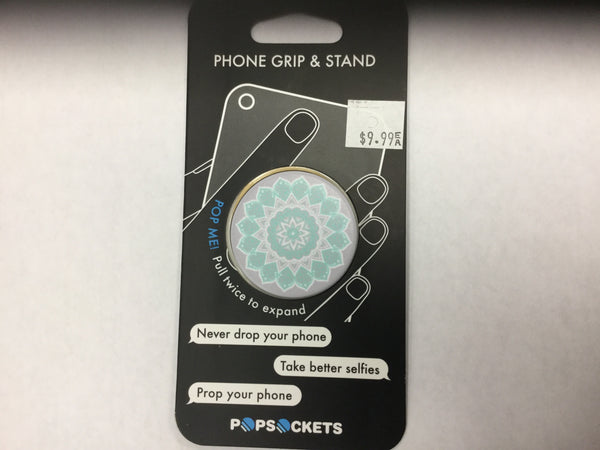 PHONE GRIP & STAND
$9.99 EA
POP ME! Pull twice to expand
Never drop your phone
Take better selfies
Prop your phone
POPSOCKETS